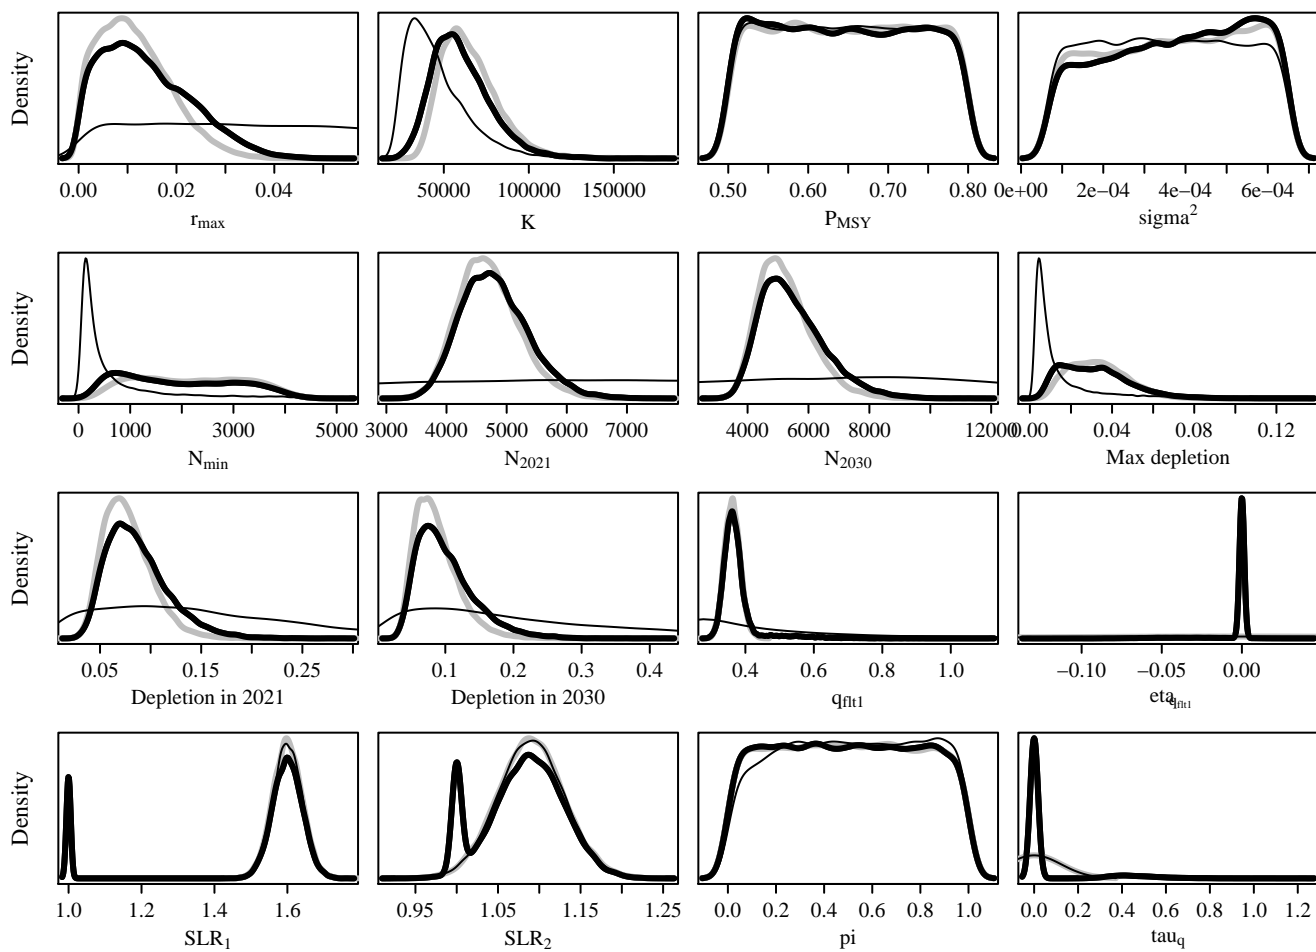 Density
0.00 0.02 0.04
r_max
50000 100000 150000
K
0.50 0.60 0.70 0.80
P_MSY
0e+00 2e−04 4e−04 6e−04
sigma²
Density
0 1000 3000 5000
N_min
3000 4000 5000 6000 7000
N_2021
4000 6000 8000 12000
N_2030
0.00 0.04 0.08 0.12
Max depletion
Density
0.05 0.15 0.25
Depletion in 2021
0.1 0.2 0.3 0.4
Depletion in 2030
0.4 0.6 0.8 1.0
q_flt1
−0.10 −0.05 0.00
eta_q_flt1
Density
1.0 1.2 1.4 1.6
SLR_1
0.95 1.05 1.15 1.25
SLR_2
0.0 0.2 0.4 0.6 0.8 1.0
pi
0.0 0.2 0.4 0.6 0.8 1.0 1.2
tau_q